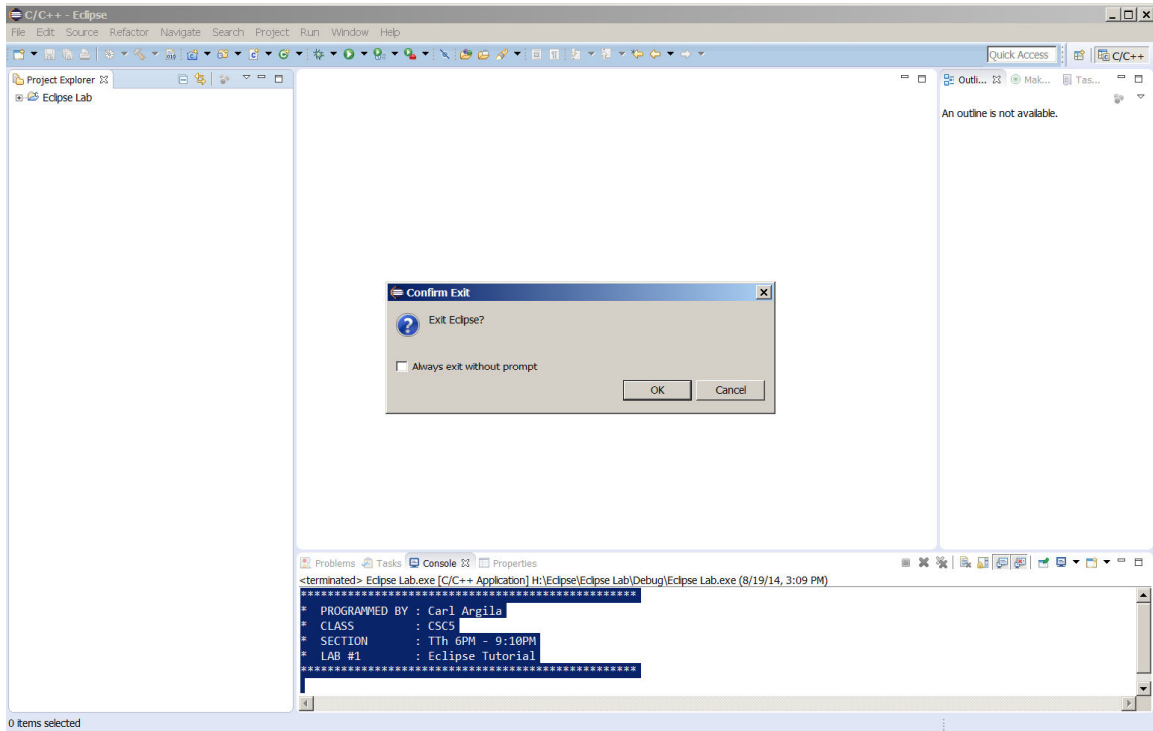 C/C++ - Eclipse
File Edit Source Refactor Navigate Search Project Run Window Help
Quick Access C/C++
Project Explorer
Eclipse Lab
Outli... Mak... Tas...
An outline is not available.
Confirm Exit
Exit Eclipse?
Always exit without prompt
OK Cancel
Problems Tasks Console Properties
<terminated> Eclipse Lab.exe [C/C++ Application] H:\Eclipse\Eclipse Lab\Debug\Eclipse Lab.exe (8/19/14, 3:09 PM)
**************************************************
* PROGRAMMED BY : Carl Argila
* CLASS : CSC5
* SECTION : TTh 6PM - 9:10PM
* LAB #1 : Eclipse Tutorial
**************************************************
0 items selected